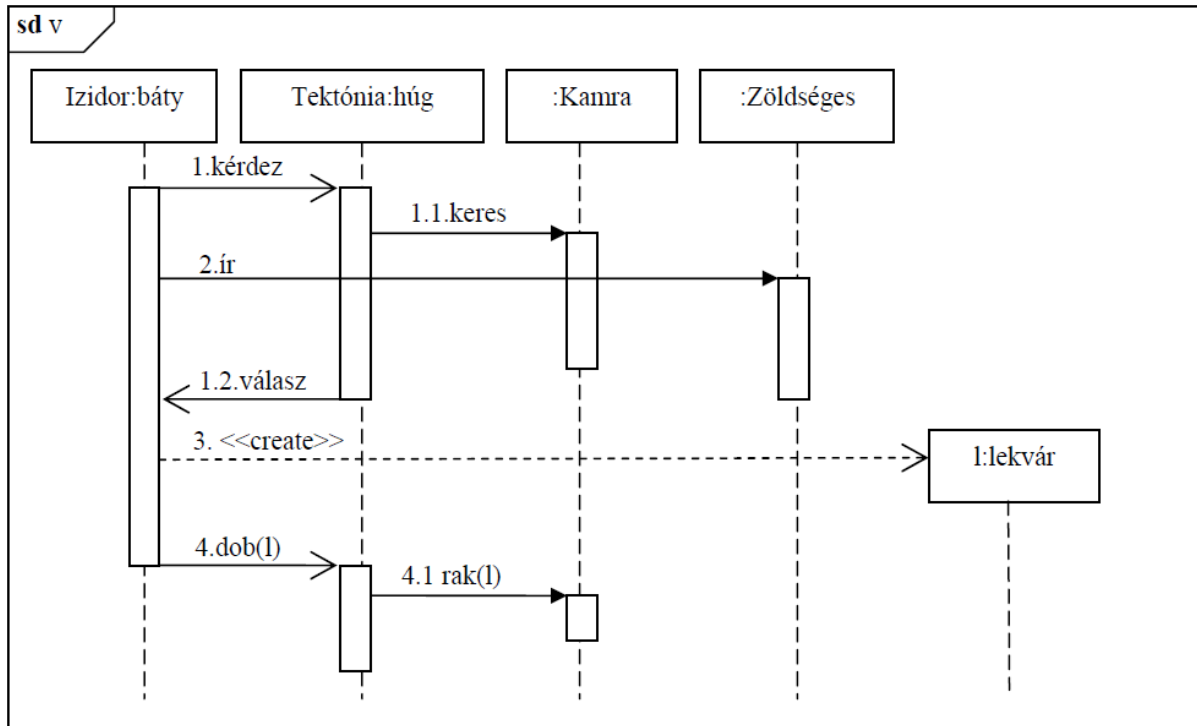 sd v
Izidor:báty
Tektónia:húg
:Kamra
:Zöldséges
1.kérdez
1.1.keres
2.ír
1.2.válasz
3. <<create>>
l:lekvár
4.dob(l)
4.1 rak(l)